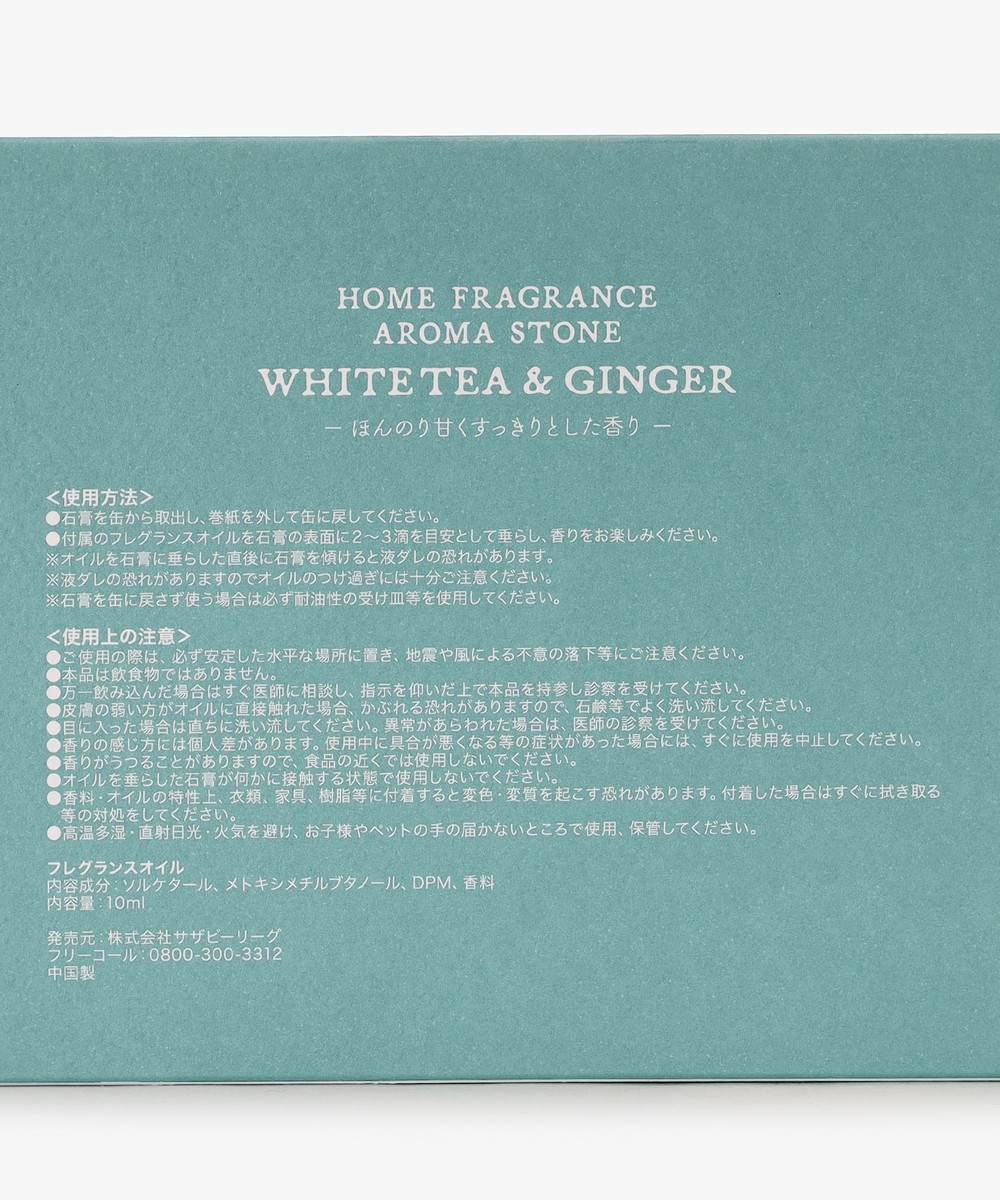 HOME FRAGRANCE
AROMA STONE
WHITE TEA & GINGER
― ほんのり甘くすっきりとした香り ―
＜使用方法＞
●石膏を缶から取出し、巻紙を外して缶に戻してください。
●付属のフレグランスオイルを石膏の表面に2～3滴を目安として垂らし、香りをお楽しみください。
※オイルを石膏に垂らした直後に石膏を傾けると液ダレの恐れがあります。
※液ダレの恐れがありますのでオイルのつけ過ぎには十分ご注意ください。
※石膏を缶に戻さず使う場合は必ず耐油性の受け皿等を使用してください。
＜使用上の注意＞
●ご使用の際は、必ず安定した水平な場所に置き、地震や風による不意の落下等にご注意ください。
●本品は飲食物ではありません。
●万一飲み込んだ場合はすぐ医師に相談し、指示を仰いだ上で本品を持参し診察を受けてください。
●皮膚の弱い方がオイルに直接触れた場合、かぶれる恐れがありますので、石鹸等でよく洗い流してください。
●目に入った場合は直ちに洗い流してください。異常があらわれた場合は、医師の診察を受けてください。
●香りの感じ方には個人差があります。使用中に具合が悪くなる等の症状があった場合には、すぐに使用を中止してください。
●香りがうつることがありますので、食品の近くでは使用しないでください。
●オイルを垂らした石膏が何かに接触する状態で使用しないでください。
●香料・オイルの特性上、衣類、家具、樹脂等に付着すると変色・変質を起こす恐れがあります。付着した場合はすぐに拭き取る
等の対処をしてください。
●高温多湿・直射日光・火気を避け、お子様やペットの手の届かないところで使用、保管してください。
フレグランスオイル
内容成分：ソルケタール、メトキシメチルブタノール、DPM、香料
内容量：10ml
発売元：株式会社サザビーリーグ
フリーコール：0800-300-3312
中国製